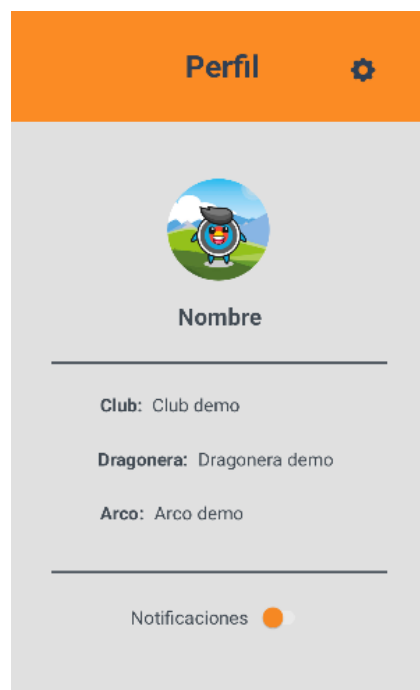 Perfil
Nombre
Club: Club demo
Dragonera: Dragonera demo
Arco: Arco demo
Notificaciones